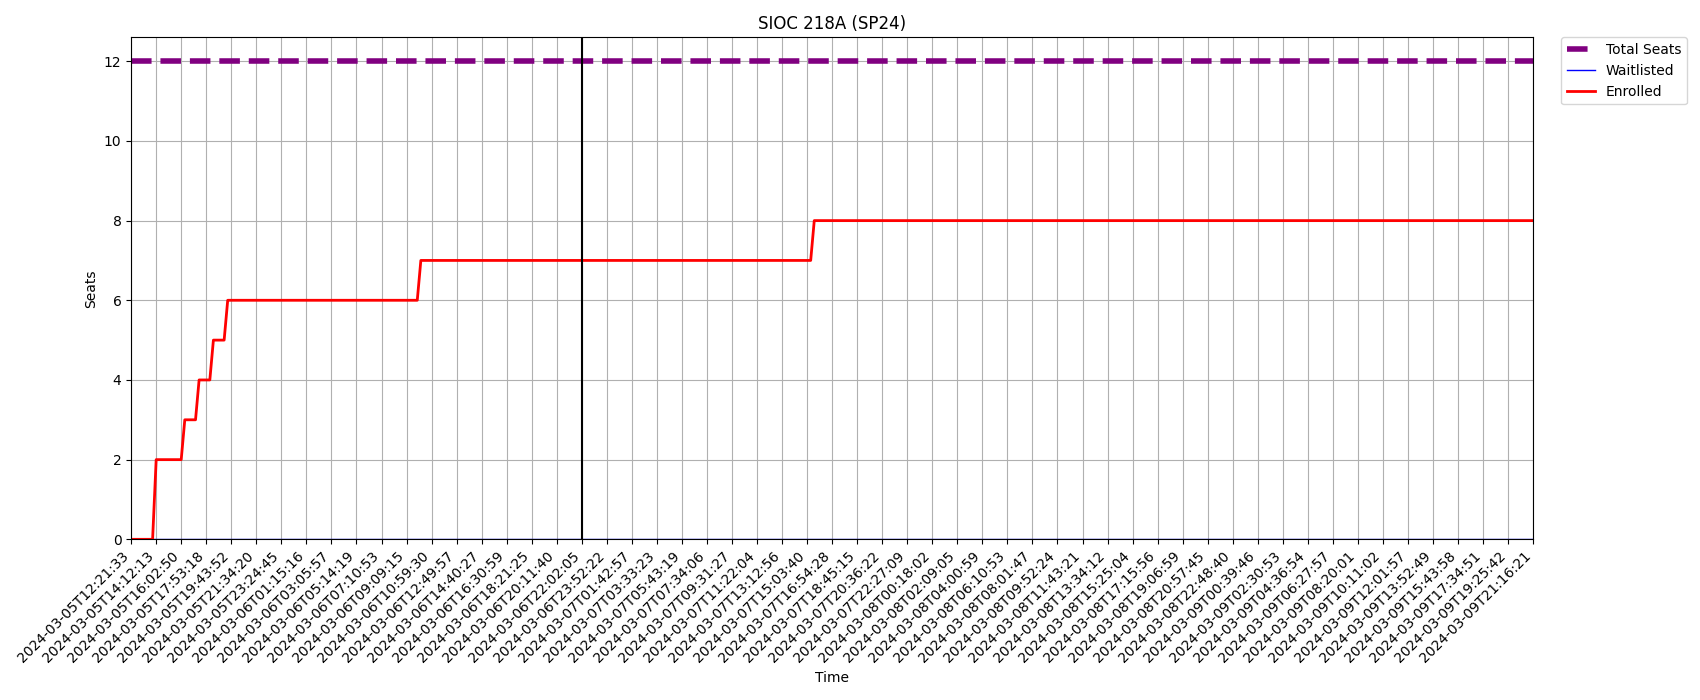 SIOC 218A (SP24)
Total Seats
Waitlisted
Enrolled
Seats
12
10
8
6
4
2
0
2024-03-05T12:21:33
2024-03-05T14:12:13
2024-03-05T16:02:50
2024-03-05T17:53:18
2024-03-05T19:43:52
2024-03-05T21:34:20
2024-03-05T23:24:45
2024-03-06T01:15:16
2024-03-06T03:05:57
2024-03-06T05:14:19
2024-03-06T07:10:53
2024-03-06T09:09:15
2024-03-06T10:59:30
2024-03-06T12:49:57
2024-03-06T14:40:27
2024-03-06T16:30:59
2024-03-06T18:21:25
2024-03-06T20:11:40
2024-03-06T22:02:05
2024-03-06T23:52:22
2024-03-07T01:42:57
2024-03-07T03:33:23
2024-03-07T05:43:19
2024-03-07T07:34:06
2024-03-07T09:31:27
2024-03-07T11:22:04
2024-03-07T13:12:56
2024-03-07T15:03:40
2024-03-07T16:54:28
2024-03-07T18:45:15
2024-03-07T20:36:22
2024-03-07T22:27:09
2024-03-08T00:18:02
2024-03-08T02:09:05
2024-03-08T04:00:59
2024-03-08T06:10:53
2024-03-08T08:01:47
2024-03-08T09:52:24
2024-03-08T11:43:21
2024-03-08T13:34:12
2024-03-08T15:25:04
2024-03-08T17:15:56
2024-03-08T19:06:59
2024-03-08T20:57:45
2024-03-08T22:48:40
2024-03-09T00:39:46
2024-03-09T02:30:53
2024-03-09T04:36:54
2024-03-09T06:27:57
2024-03-09T08:20:01
2024-03-09T10:11:02
2024-03-09T12:01:57
2024-03-09T13:52:49
2024-03-09T15:43:58
2024-03-09T17:34:51
2024-03-09T19:25:42
2024-03-09T21:16:21
Time